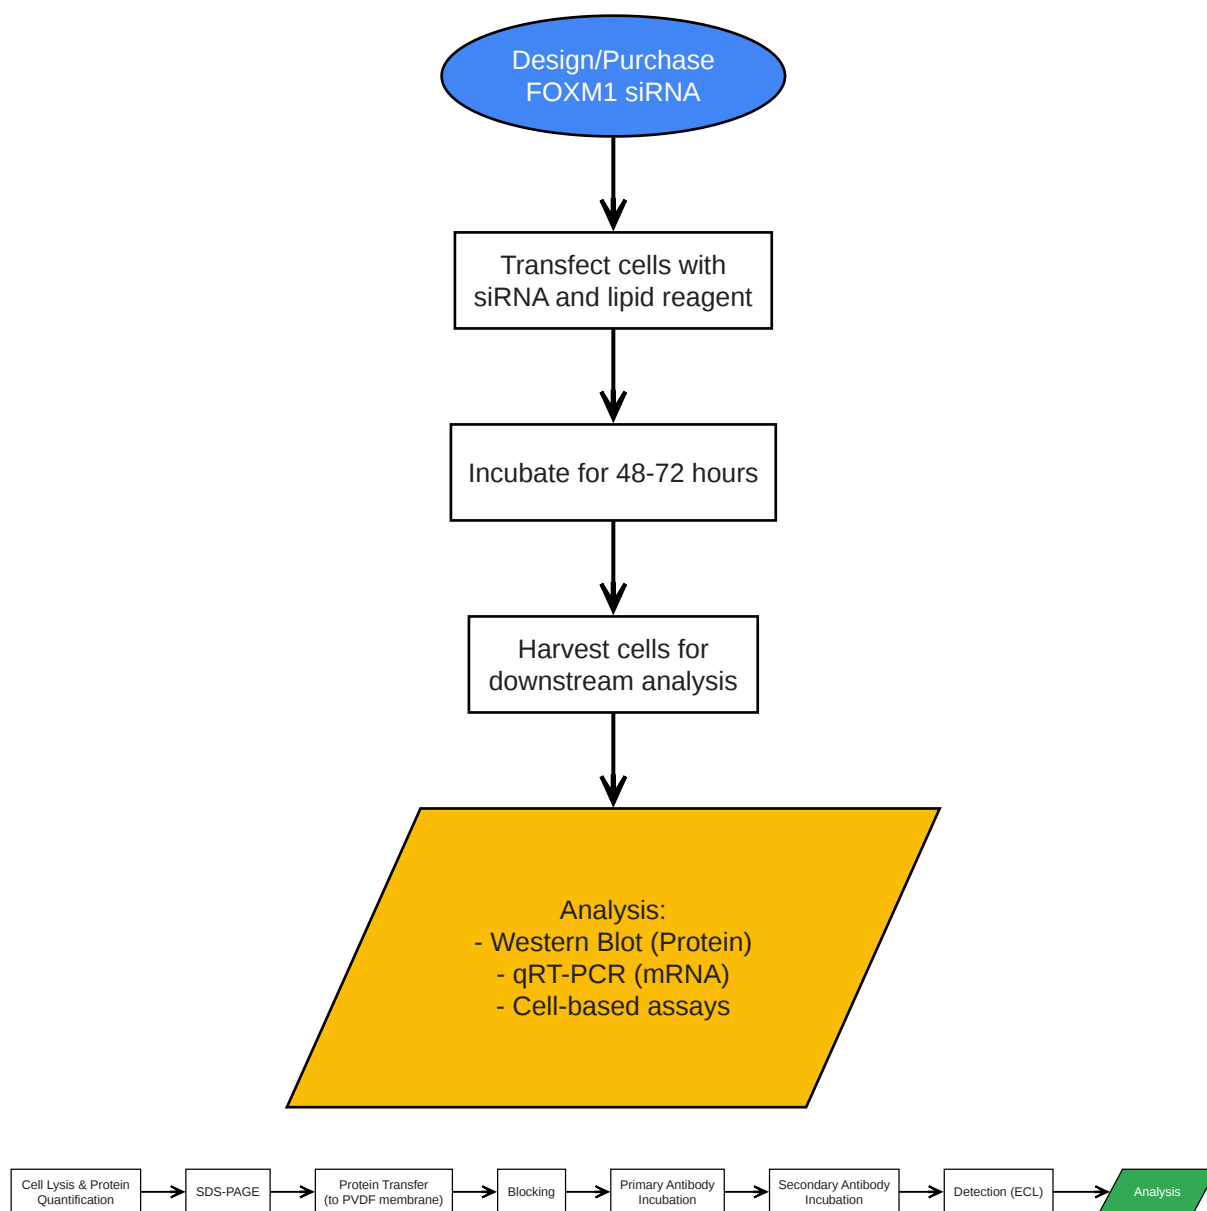 Design/Purchase
FOXM1 siRNA
Transfect cells with
siRNA and lipid reagent
Incubate for 48-72 hours
Harvest cells for
downstream analysis
Analysis:
- Western Blot (Protein)
- qRT-PCR (mRNA)
- Cell-based assays
Cell Lysis & Protein
Quantification
SDS-PAGE
Protein Transfer
(to PVDF membrane)
Blocking
Primary Antibody
Incubation
Secondary Antibody
Incubation
Detection (ECL)
Analysis